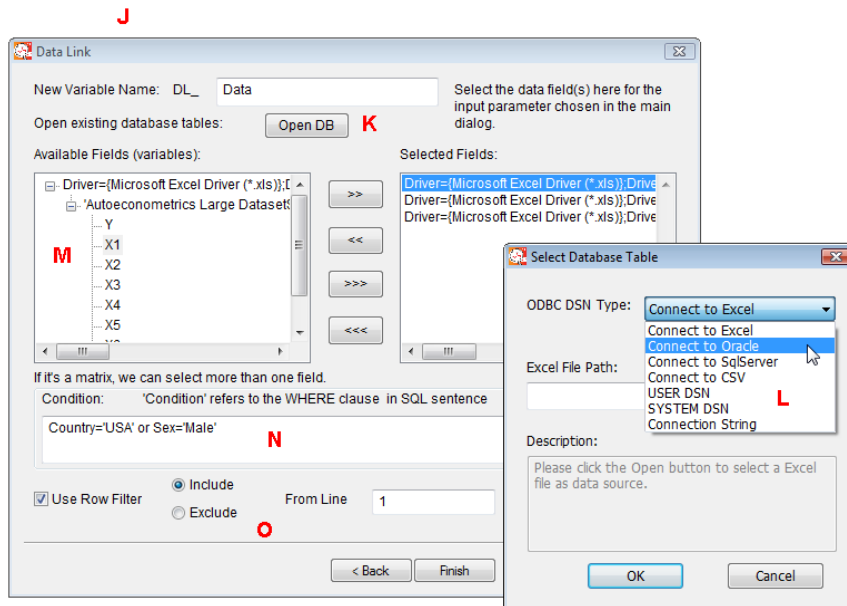 J
Data Link
New Variable Name: DL_ Data
Select the data field(s) here for the
input parameter chosen in the main
dialog.
Open existing database tables: Open DB K
Available Fields (variables):
Selected Fields:
Driver={Microsoft Excel Driver (*.xls)};D
'Autoeconometrics Large Dataset$
Y
X1
X2
X3
X4
X5
M
>>
<<
>>>
<<<
Driver={Microsoft Excel Driver (*.xls)};Drive
Driver={Microsoft Excel Driver (*.xls)};Drive
Driver={Microsoft Excel Driver (*.xls)};Drive
If it's a matrix, we can select more than one field.
Condition: 'Condition' refers to the WHERE clause in SQL sentence
Country='USA' or Sex='Male'
N
Use Row Filter
Include
Exclude
From Line 1
O
< Back Finish
Select Database Table
ODBC DSN Type: Connect to Excel
Connect to Excel
Connect to Oracle
Connect to SqlServer
Connect to CSV
USER DSN
SYSTEM DSN
Connection String
L
Excel File Path:
Description:
Please click the Open button to select a Excel
file as data source.
OK Cancel